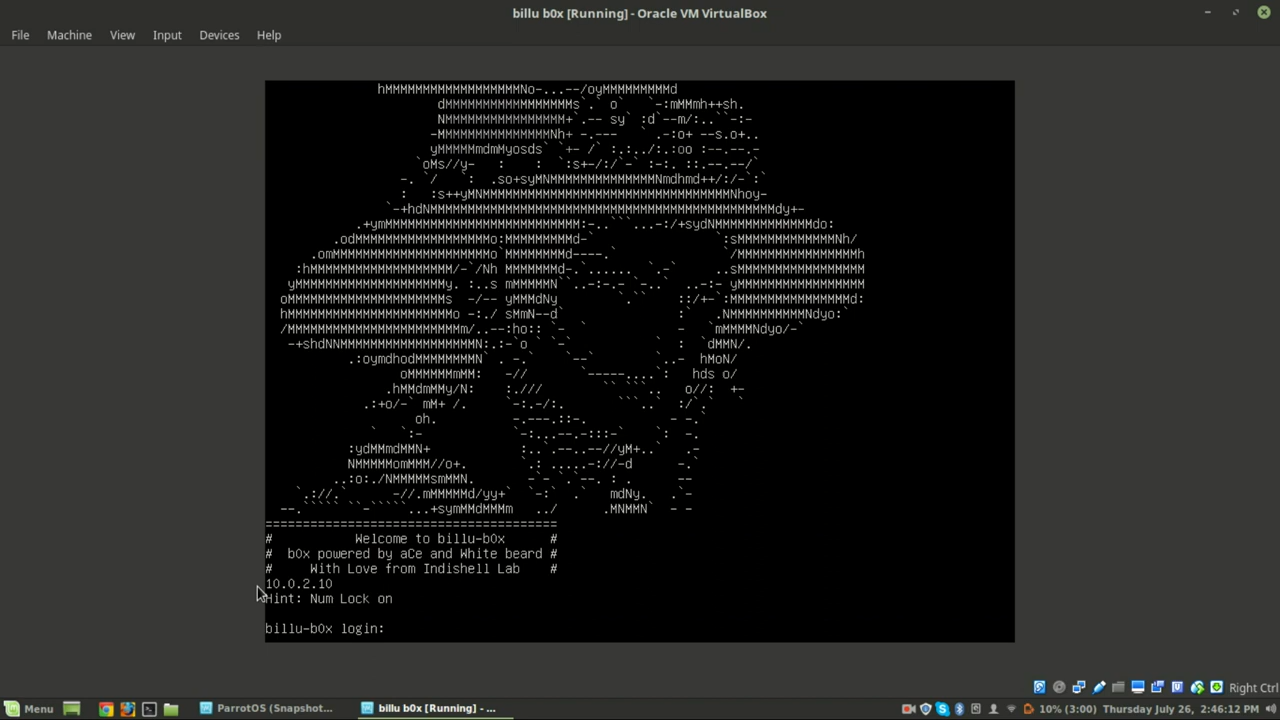 billu b0x [Running] - Oracle VM VirtualBox
File Machine View Input Devices Help
=======================================
# Welcome to billu-b0x #
# b0x powered by aCe and White beard #
# With Love from Indishell Lab #
10.0.2.10
Hint: Num Lock on
billu-b0x login:
Right Ctrl
Menu
ParrotOS (Snapshot...
billu b0x [Running] - ...
10% (3:00) Thursday July 26, 2:46:12 PM